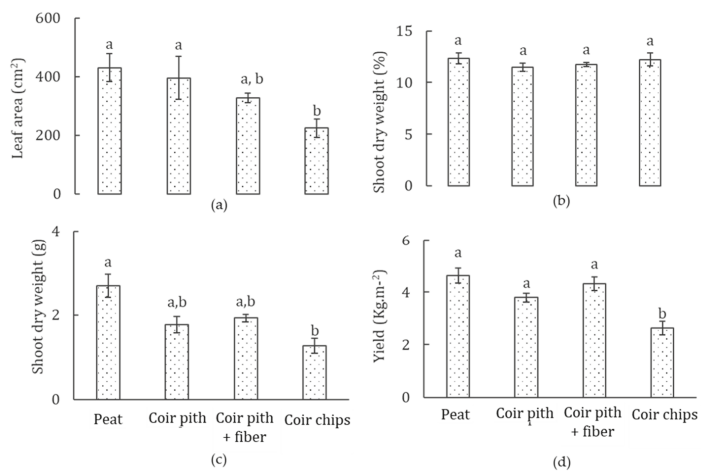 Leaf area (cm²)
600
400
200
0
a
a
a, b
b
(a)
Shoot dry weight (%)
15
10
5
0
a
a
a
a
(b)
Shoot dry weight (g)
4
2
0
a
a,b
a,b
b
Peat
Coir pith
Coir pith
+ fiber
Coir chips
(c)
Yield (Kg.m-²)
6
4
2
0
a
a
a
b
Peat
Coir pith
Coir pith
+ fiber
Coir chips
(d)